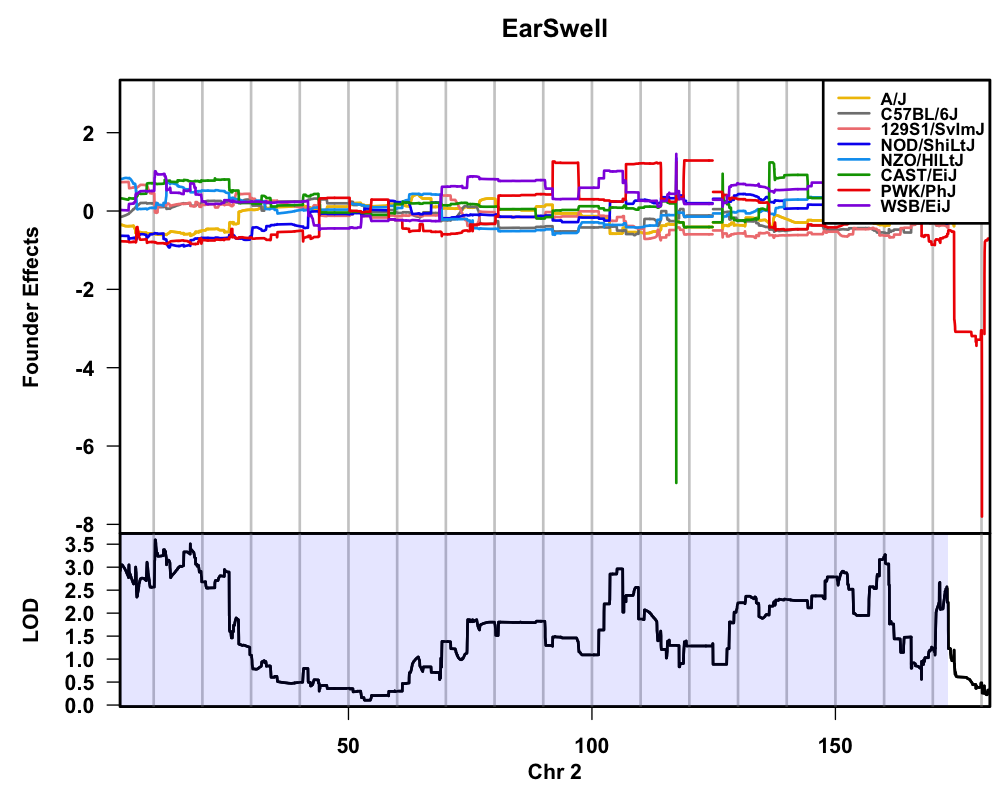 EarSwell
A/J
C57BL/6J
129S1/SvImJ
NOD/ShiLtJ
NZO/HlLtJ
CAST/EiJ
PWK/PhJ
WSB/EiJ
Founder Effects
2
0
-2
-4
-6
-8
LOD
3.5
3.0
2.5
2.0
1.5
1.0
0.5
0.0
50 100 150
Chr 2